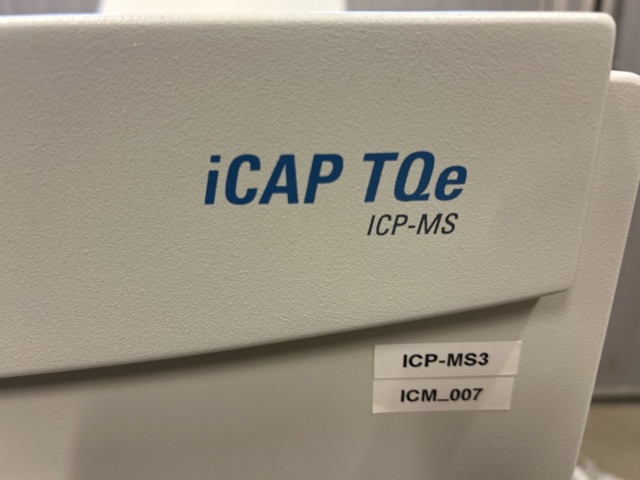 iCAP TQe
ICP-MS
ICP-MS3
ICM_007